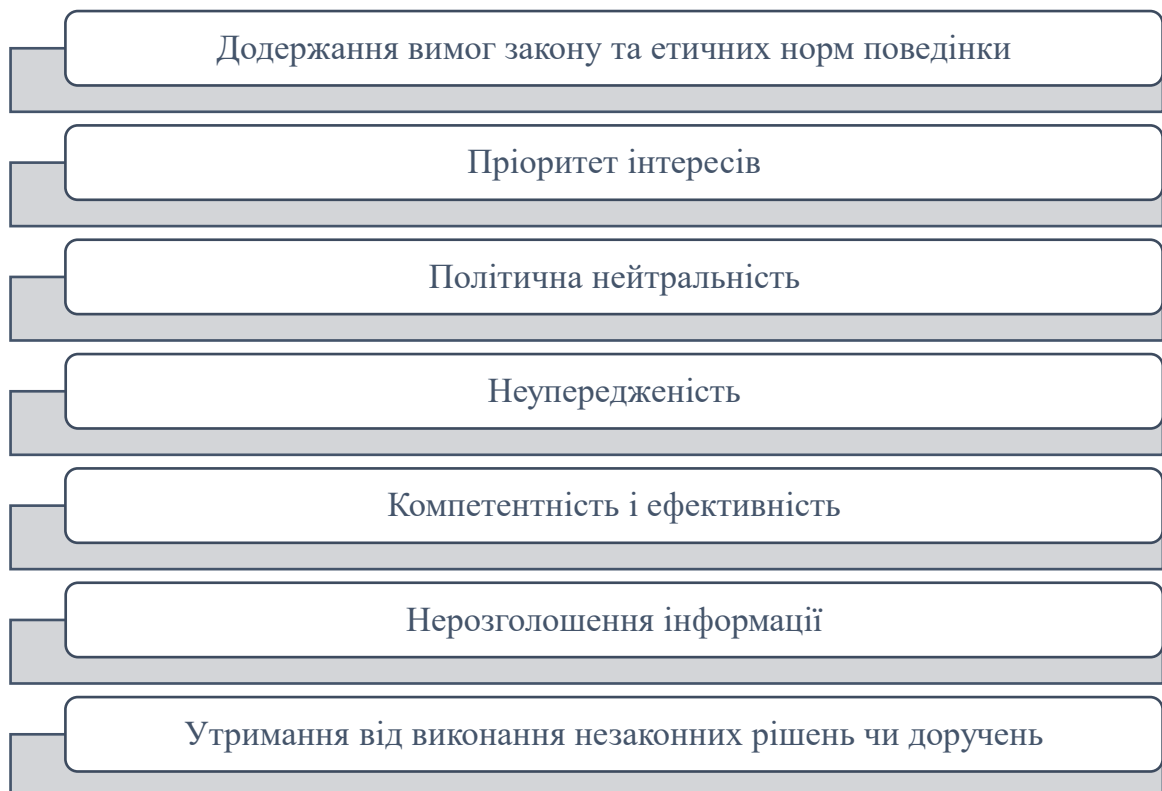 Додержання вимог закону та етичних норм поведінки
Пріоритет інтересів
Політична нейтральність
Неупередженість
Компетентність і ефективність
Нерозголошення інформації
Утримання від виконання незаконних рішень чи доручень